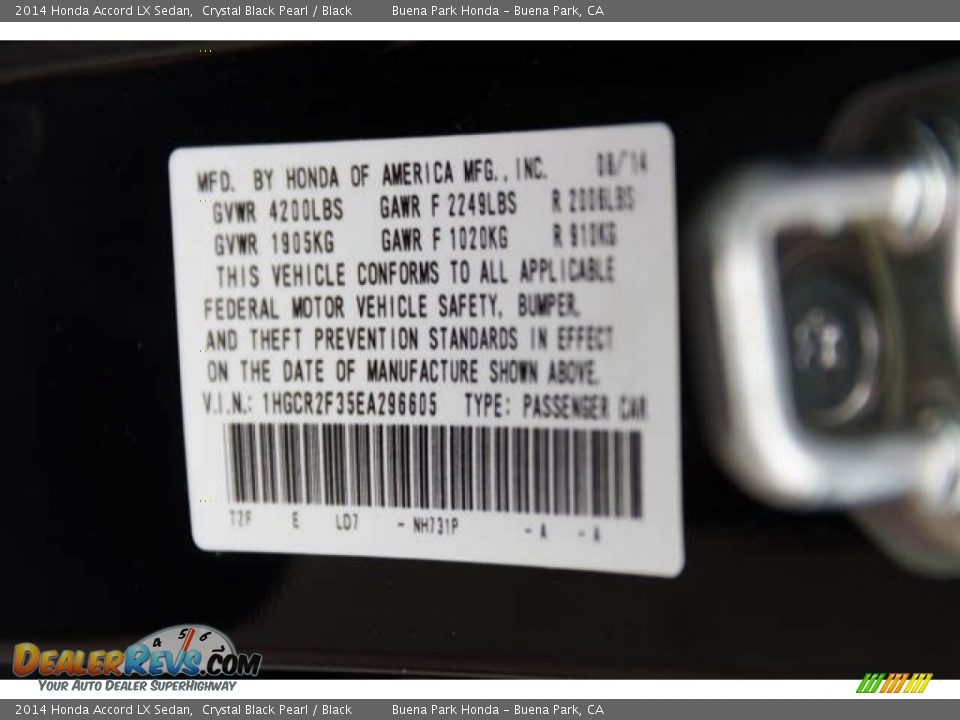 2014 Honda Accord LX Sedan, Crystal Black Pearl / Black Buena Park Honda - Buena Park, CA
MFD. BY HONDA OF AMERICA MFG., INC. 08/14
GVWR 4200LBS GAWR F 2249LBS R 2006LBS
GVWR 1905KG GAWR F 1020KG R 910KG
THIS VEHICLE CONFORMS TO ALL APPLICABLE
FEDERAL MOTOR VEHICLE SAFETY, BUMPER,
AND THEFT PREVENTION STANDARDS IN EFFECT
ON THE DATE OF MANUFACTURE SHOWN ABOVE.
V.I.N.: 1HGCR2F35EA296605 TYPE: PASSENGER CAR
T2F E LD7 - NH731P - A - A
4 5 6
DEALERREVS.COM
YOUR AUTO DEALER SUPERHIGHWAY
2014 Honda Accord LX Sedan, Crystal Black Pearl / Black Buena Park Honda - Buena Park, CA